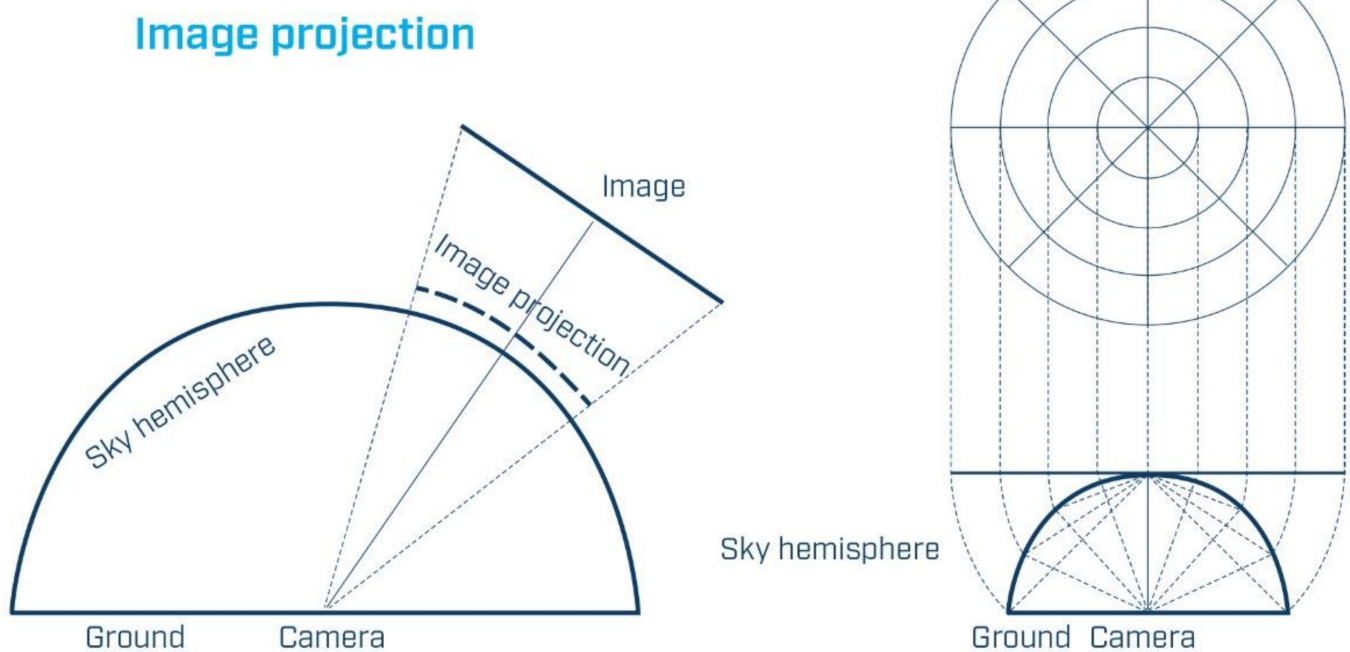 Image projection
Image
Image projection
Sky hemisphere
Ground Camera
Sky hemisphere
Ground Camera